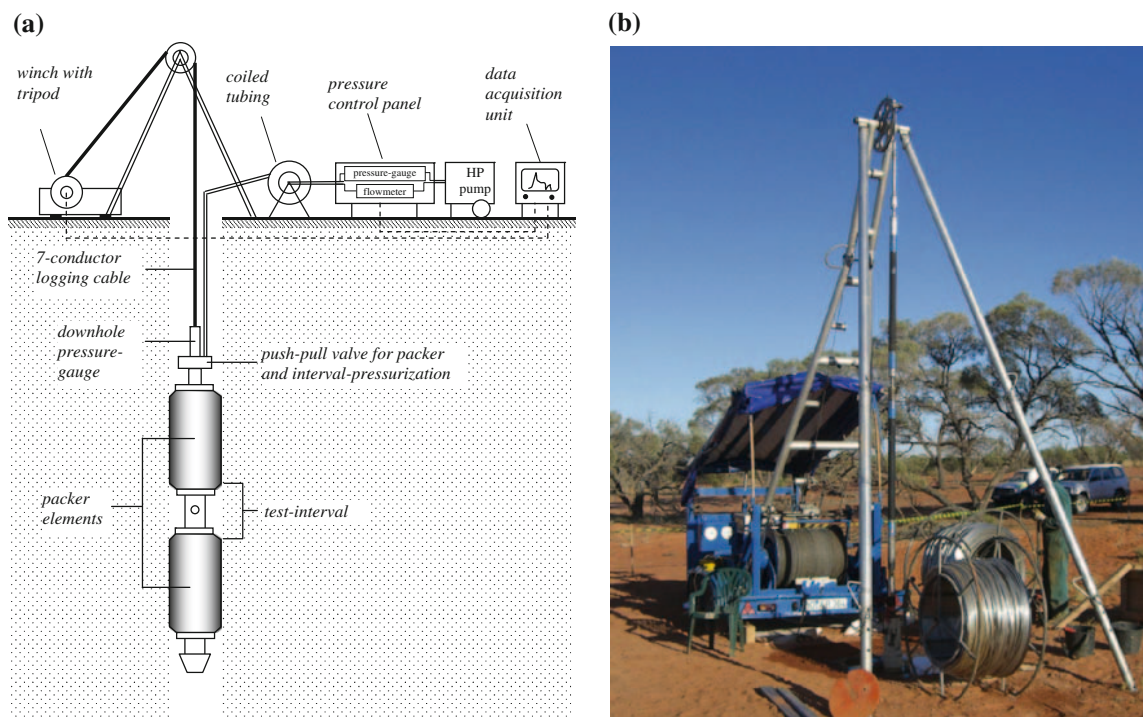 (a)
winch with
tripod
coiled
tubing
pressure
control panel
data
acquisition
unit
pressure-gauge
flowmeter
HP
pump
7-conductor
logging cable
downhole
pressure-
gauge
push-pull valve for packer
and interval-pressurization
packer
elements
test-interval
(b)